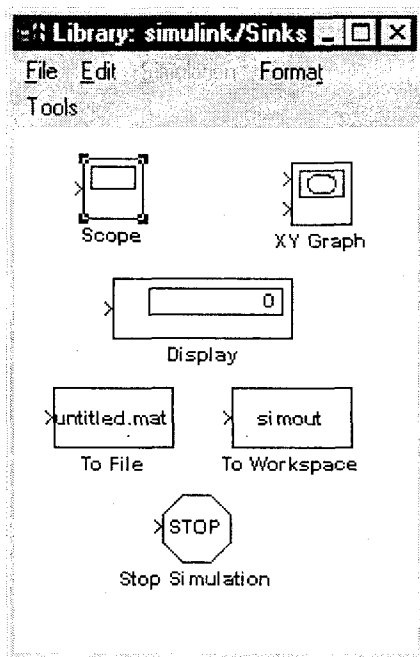 Library: simulink/Sinks
File Edit Simulation Format
Tools
Scope
XY Graph
0
Display
untitled.mat
simout
To File
To Workspace
STOP
Stop Simulation